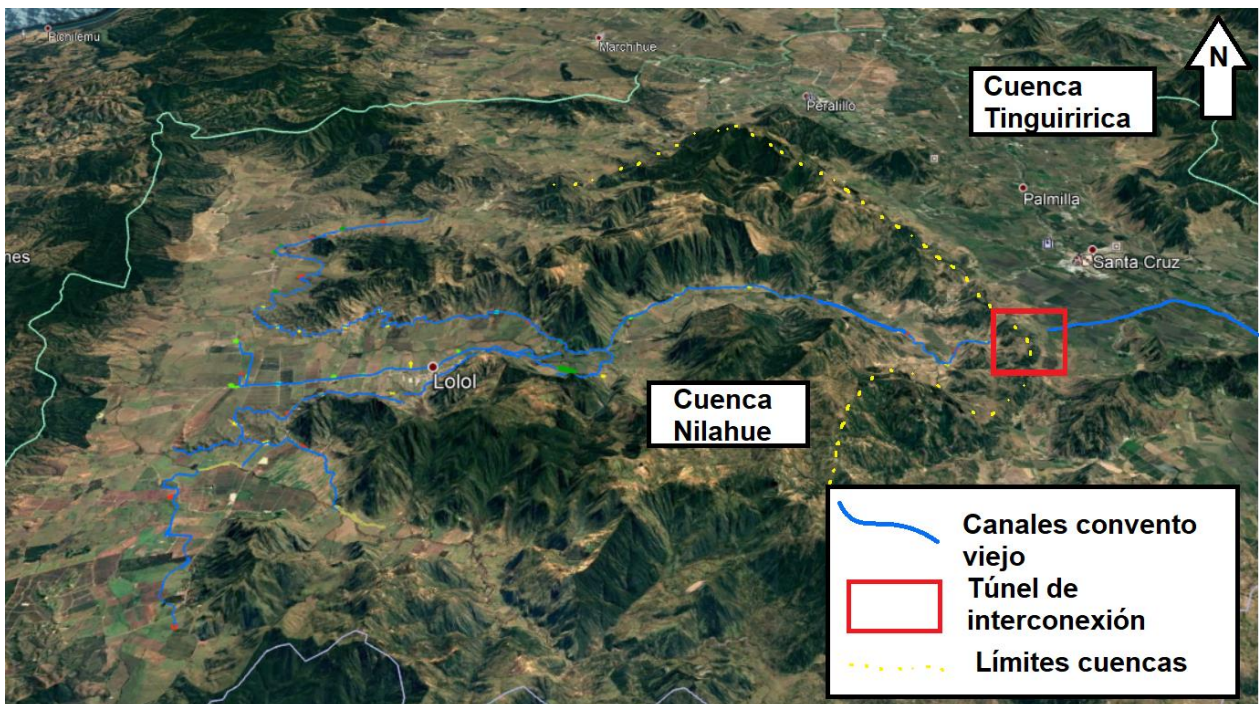 Pichilemu
Marchihue
N
Cuenca
Tinguiririca
Peralillo
Palmilla
Santa Cruz
nes
Lolol
Cuenca
Nilahue
Canales convento
viejo
Túnel de
interconexión
Límites cuencas